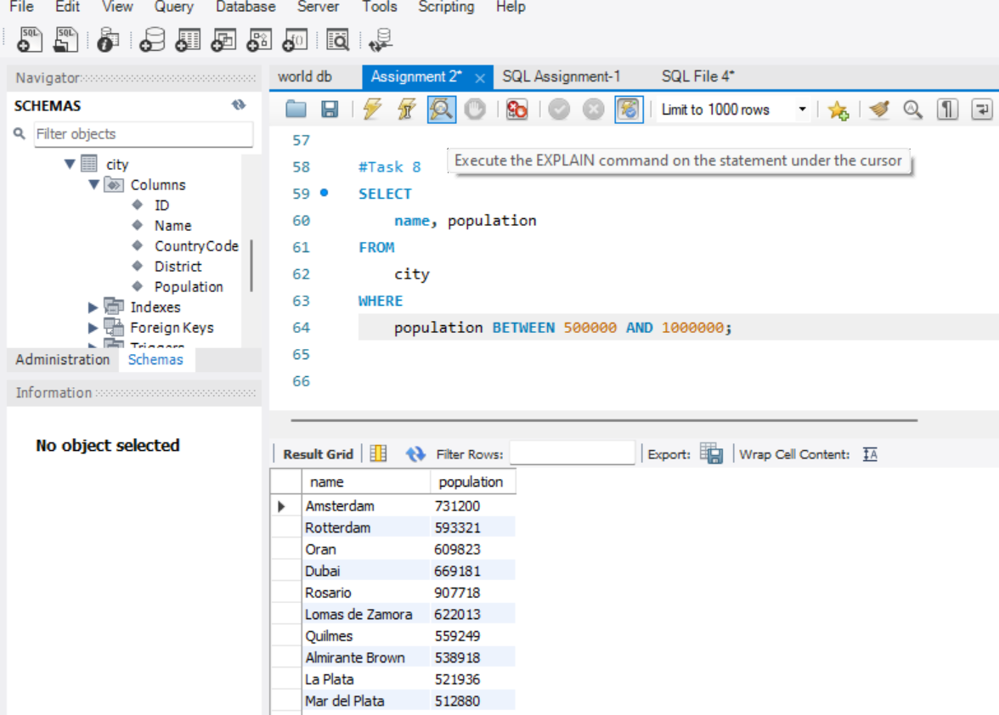 File Edit View Query Database Server Tools Scripting Help
SQL SQL
Navigator world db Assignment 2* SQL Assignment-1 SQL File 4*
SCHEMAS
Limit to 1000 rows
Filter objects
Execute the EXPLAIN command on the statement under the cursor
city
Columns
ID
Name
CountryCode
District
Population
Indexes
Foreign Keys
Triggers
Administration Schemas
Information
No object selected
57
58 #Task 8
59 SELECT
60 name, population
61 FROM
62 city
63 WHERE
64 population BETWEEN 500000 AND 1000000;
65
66
Result Grid Filter Rows: Export: Wrap Cell Content: IA
name population
Amsterdam 731200
Rotterdam 593321
Oran 609823
Dubai 669181
Rosario 907718
Lomas de Zamora 622013
Quilmes 559249
Almirante Brown 538918
La Plata 521936
Mar del Plata 512880